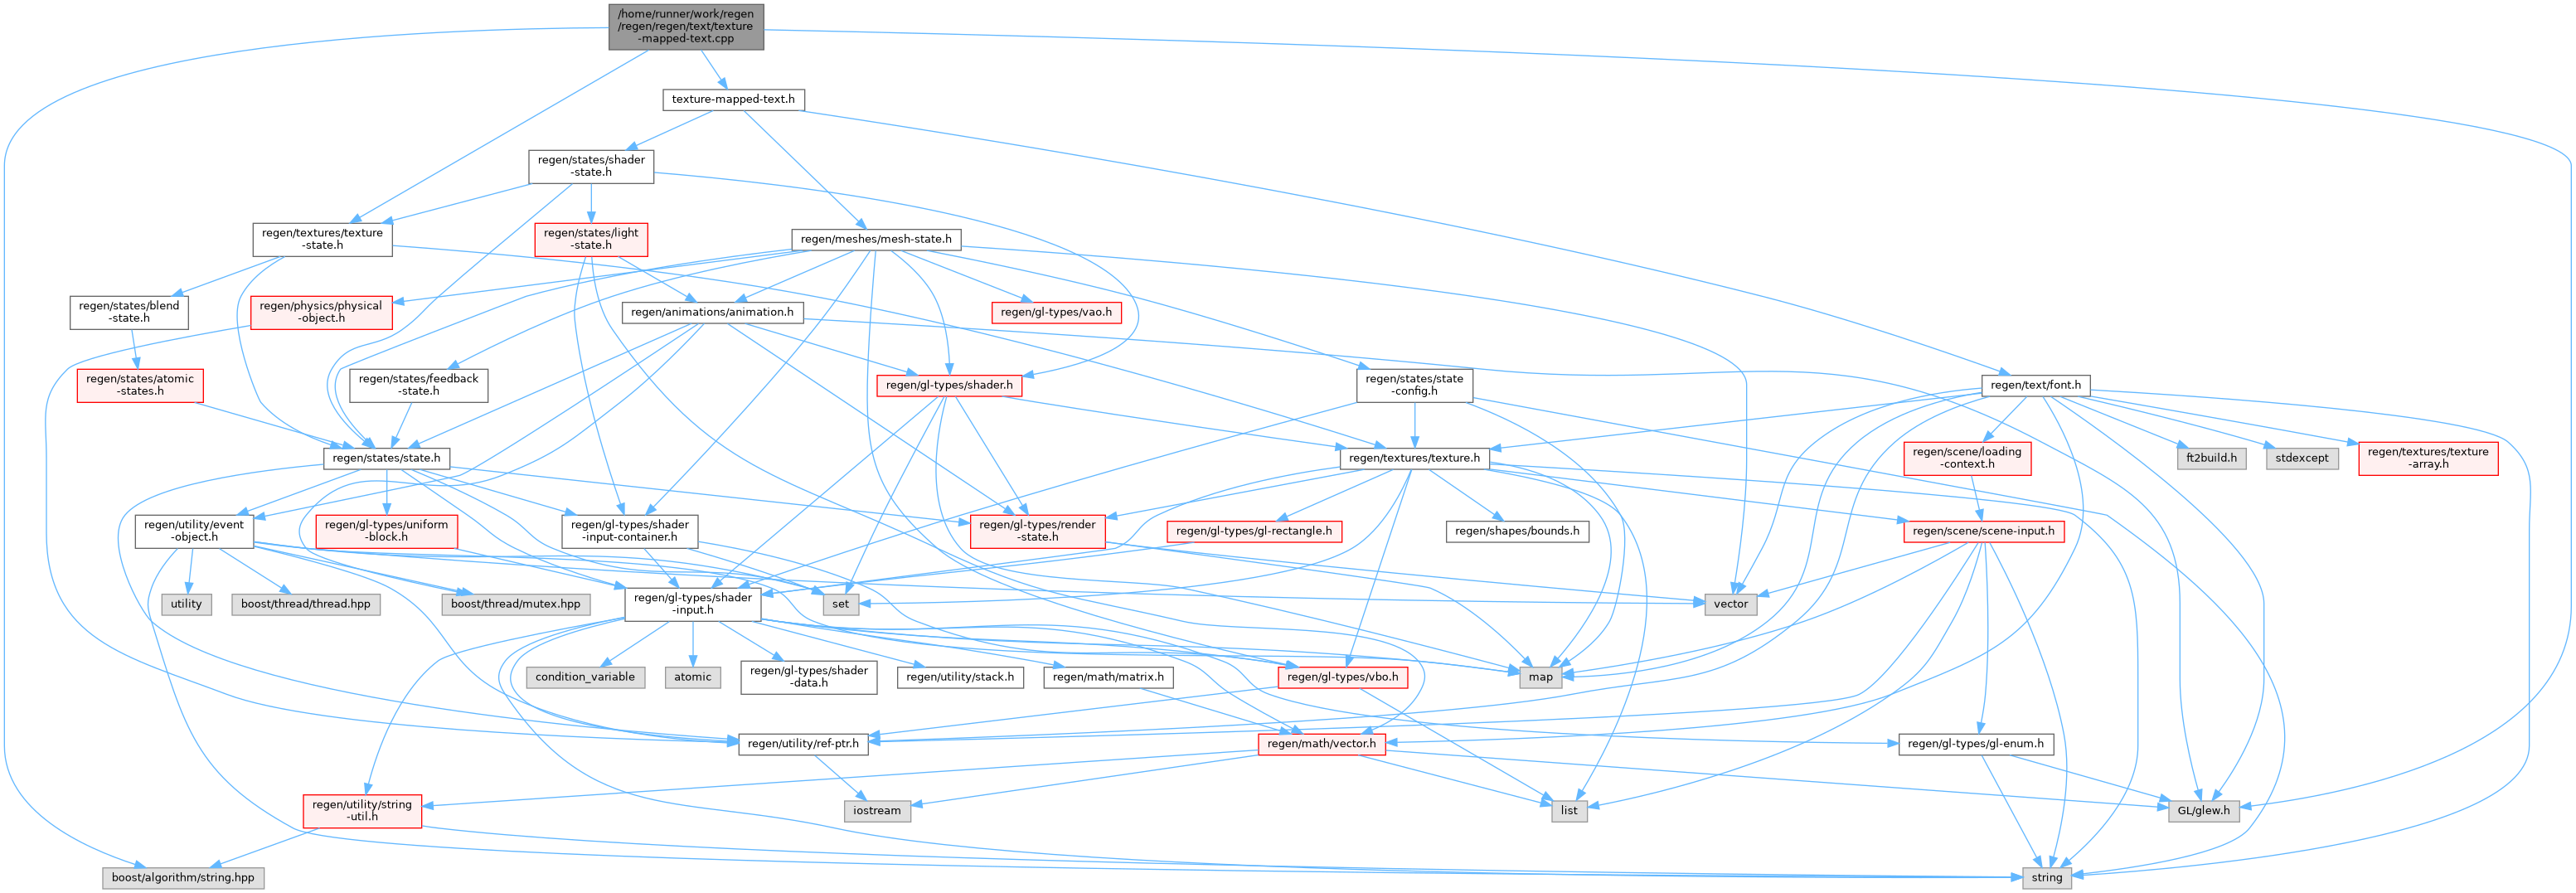 /home/runner/work/regen
/regen/regen/text/texture
-mapped-text.cpp
texture-mapped-text.h
regen/states/shader
-state.h
regen/textures/texture
-state.h
regen/states/light
-state.h
regen/meshes/mesh-state.h
regen/states/blend
-state.h
regen/physics/physical
-object.h
regen/animations/animation.h
regen/gl-types/vao.h
regen/states/atomic
-states.h
regen/states/feedback
-state.h
regen/gl-types/shader.h
regen/states/state
-config.h
regen/text/font.h
regen/states/state.h
regen/textures/texture.h
regen/scene/loading
-context.h
ft2build.h
stdexcept
regen/textures/texture
-array.h
regen/utility/event
-object.h
regen/gl-types/uniform
-block.h
regen/gl-types/shader
-input-container.h
regen/gl-types/render
-state.h
regen/gl-types/gl-rectangle.h
regen/shapes/bounds.h
regen/scene/scene-input.h
utility
boost/thread/thread.hpp
boost/thread/mutex.hpp
regen/gl-types/shader
-input.h
set
vector
condition_variable
atomic
regen/gl-types/shader
-data.h
regen/utility/stack.h
regen/math/matrix.h
regen/gl-types/vbo.h
map
regen/utility/ref-ptr.h
regen/math/vector.h
regen/gl-types/gl-enum.h
regen/utility/string
-util.h
iostream
list
GL/glew.h
boost/algorithm/string.hpp
string